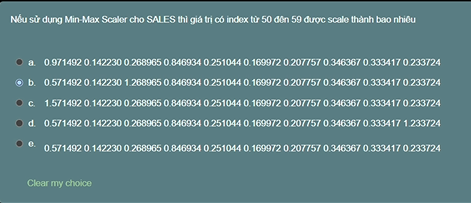 Nếu sử dụng Min-Max Scaler cho SALES thì giá trị có index từ 50 đến 59 được scale thành bao nhiêu
a. 0.971492 0.142230 0.268965 0.846934 0.251044 0.169972 0.207757 0.346367 0.333417 0.233724
b. 0.571492 0.142230 1.268965 0.846934 0.251044 0.169972 0.207757 0.346367 0.333417 0.233724
c. 1.571492 0.142230 0.268965 0.846934 0.251044 0.169972 0.207757 0.346367 0.333417 0.233724
d. 0.571492 0.142230 0.268965 0.846934 0.251044 0.169972 0.207757 0.346367 0.333417 1.233724
e. 0.571492 0.142230 0.268965 0.846934 0.251044 0.169972 0.207757 0.346367 0.333417 0.233724
Clear my choice